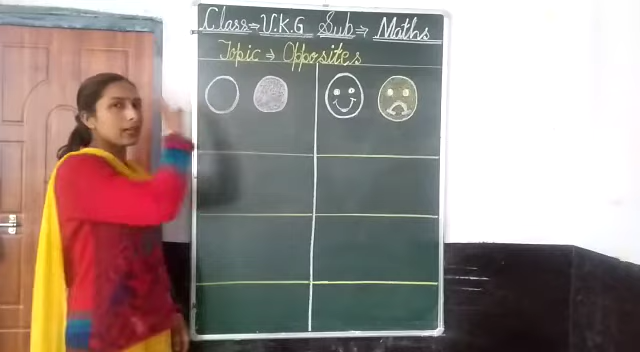 Class→ U.K.G Sub→ Maths
Topic → Opposites